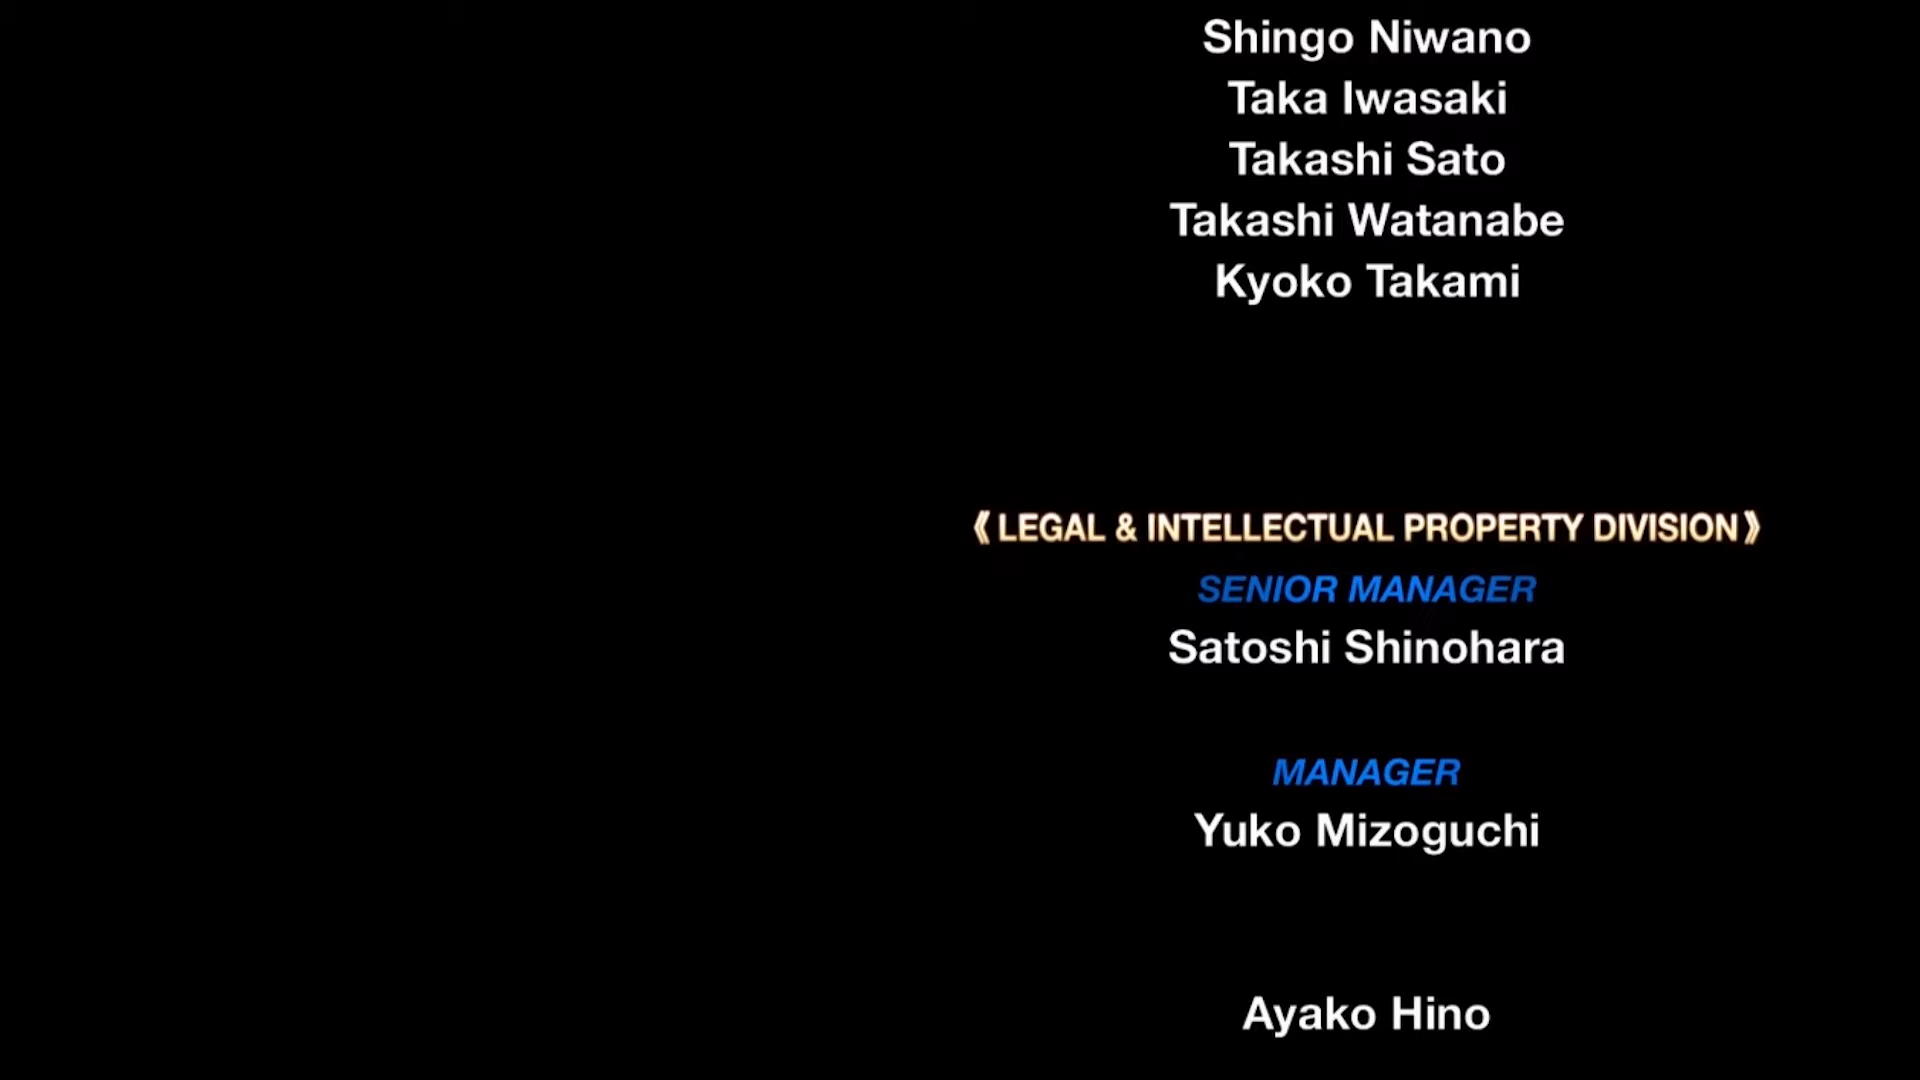 Shingo Niwano
Taka Iwasaki
Takashi Sato
Takashi Watanabe
Kyoko Takami
《LEGAL & INTELLECTUAL PROPERTY DIVISION》
SENIOR MANAGER
Satoshi Shinohara
MANAGER
Yuko Mizoguchi
Ayako Hino